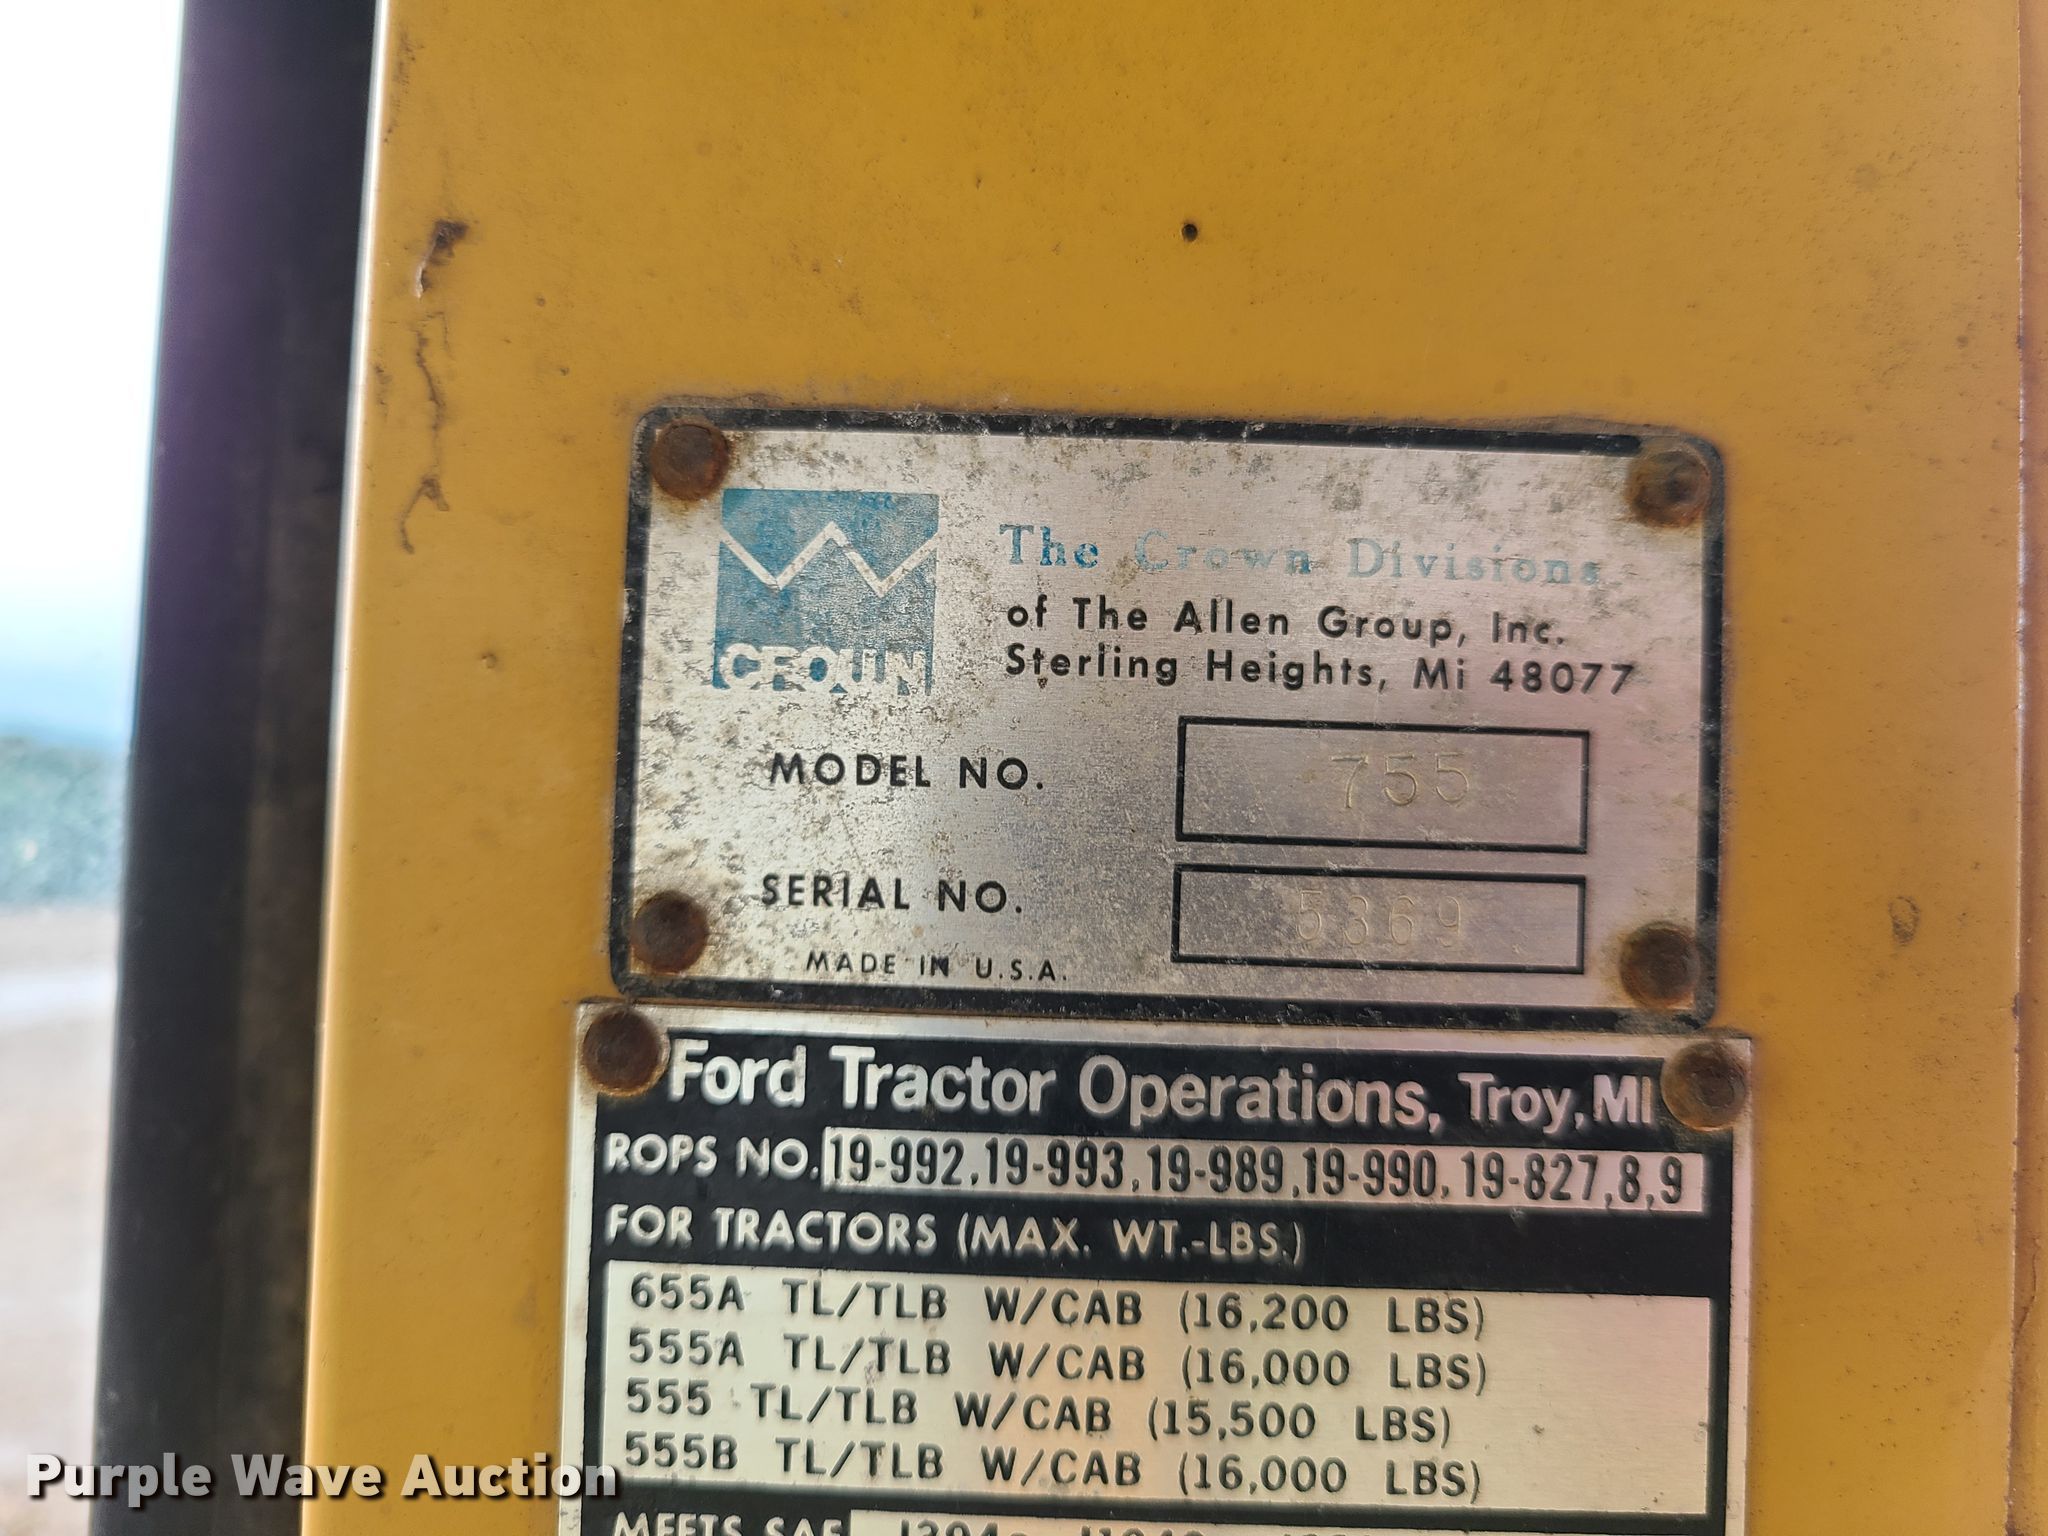 CROWN
The Crown Divisions
of The Allen Group, Inc.
Sterling Heights, Mi 48077
MODEL NO. 755
SERIAL NO. 5369
MADE IN U.S.A.
Ford Tractor Operations, Troy, MI
ROPS NO. 19-992, 19-993, 19-989, 19-990, 19-827,8,9
FOR TRACTORS (MAX. WT.-LBS.)
655A TL/TLB W/CAB (16,200 LBS)
555A TL/TLB W/CAB (16,000 LBS)
555 TL/TLB W/CAB (15,500 LBS)
555B TL/TLB W/CAB (16,000 LBS)
MEETS SAE
Purple Wave Auction